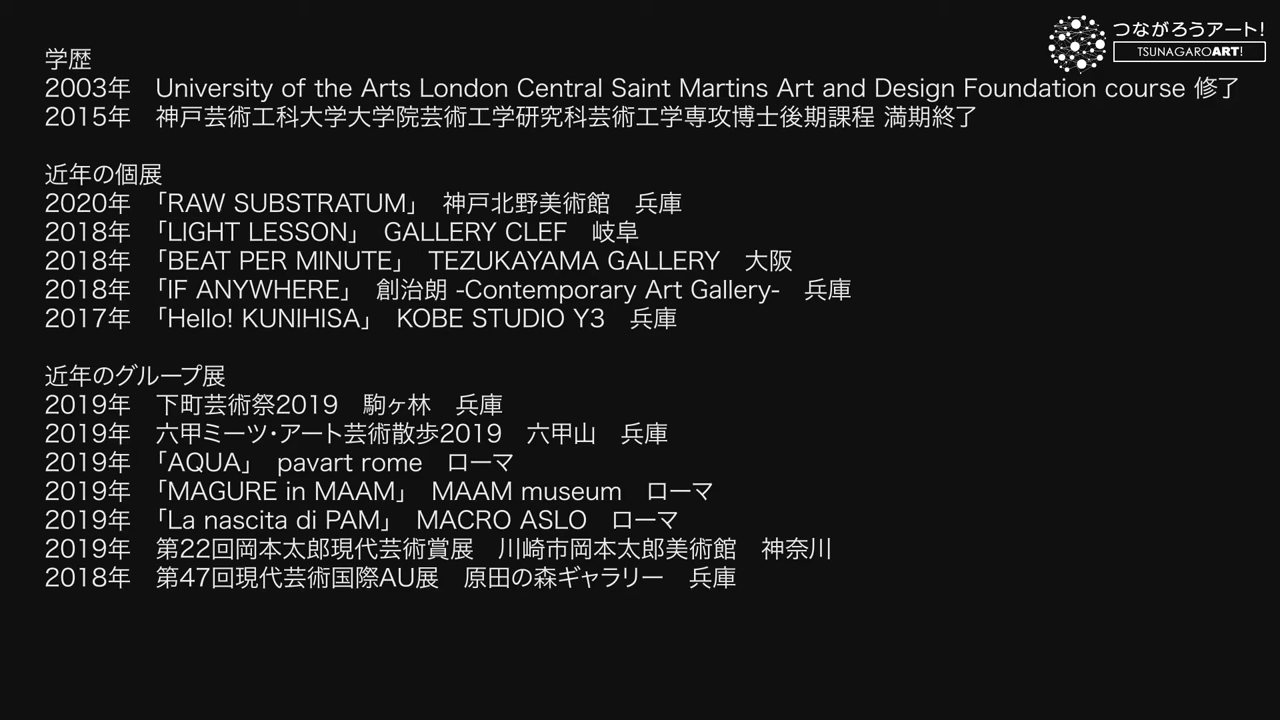 つながろうアート!
TSUNAGAROART!
学歴
2003年　University of the Arts London Central Saint Martins Art and Design Foundation course 修了
2015年　神戸芸術工科大学大学院芸術工学研究科芸術工学専攻博士後期課程 満期終了
近年の個展
2020年　「RAW SUBSTRATUM」　神戸北野美術館　兵庫
2018年　「LIGHT LESSON」　GALLERY CLEF　岐阜
2018年　「BEAT PER MINUTE」　TEZUKAYAMA GALLERY　大阪
2018年　「IF ANYWHERE」　創治朗 -Contemporary Art Gallery-　兵庫
2017年　「Hello! KUNIHISA」　KOBE STUDIO Y3　兵庫
近年のグループ展
2019年　下町芸術祭2019　駒ヶ林　兵庫
2019年　六甲ミーツ・アート芸術散歩2019　六甲山　兵庫
2019年　「AQUA」　pavart rome　ローマ
2019年　「MAGURE in MAAM」　MAAM museum　ローマ
2019年　「La nascita di PAM」　MACRO ASLO　ローマ
2019年　第22回岡本太郎現代芸術賞展　川崎市岡本太郎美術館　神奈川
2018年　第47回現代芸術国際AU展　原田の森ギャラリー　兵庫